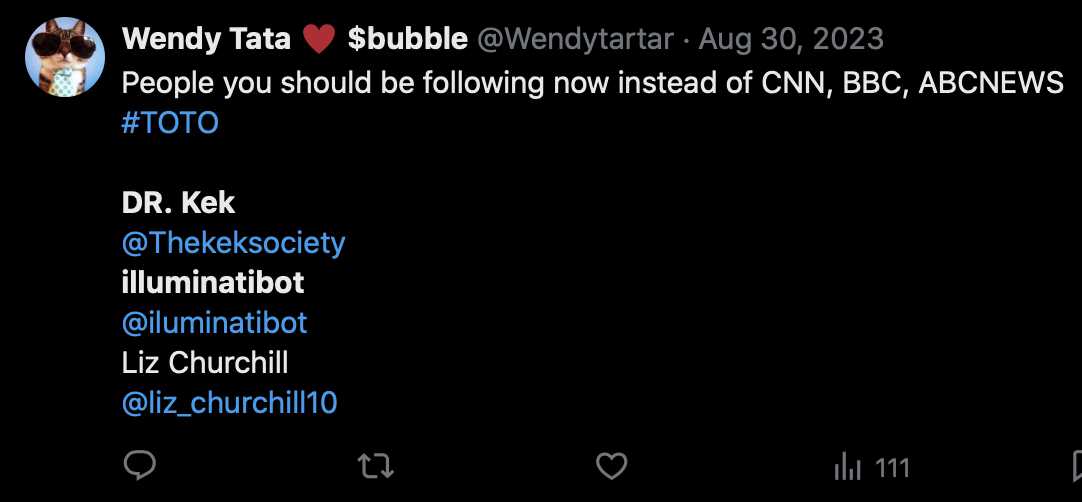 Wendy Tata ❤️ $bubble @Wendytartar · Aug 30, 2023
People you should be following now instead of CNN, BBC, ABCNEWS
#TOTO
DR. Kek
@Thekeksociety
illuminatibot
@iluminatibot
Liz Churchill
@liz_churchill10
111